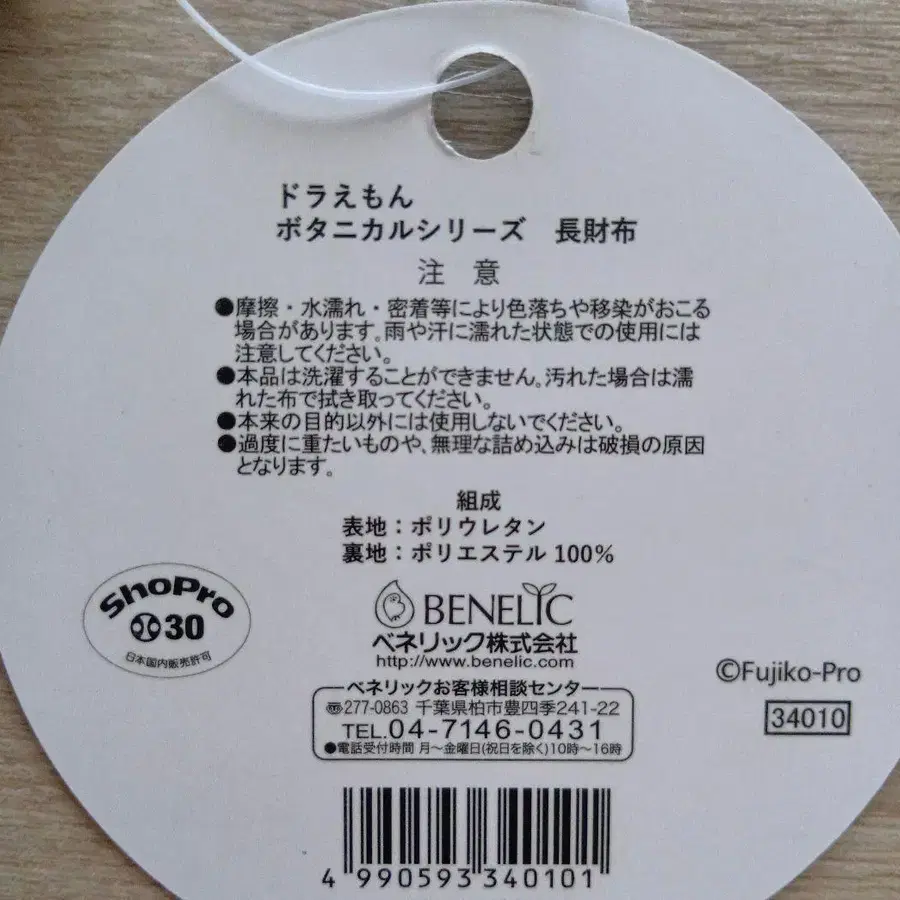 ドラえもん
ボタニカルシリーズ 長財布
注 意
●摩擦・水濡れ・密着等により色落ちや移染がおこる
場合があります。雨や汗に濡れた状態での使用には
注意してください。
●本品は洗濯することができません。汚れた場合は濡
れた布で拭き取ってください。
●本来の目的以外には使用しないでください。
●過度に重たいものや、無理な詰め込みは破損の原因
となります。
組成
表地：ポリウレタン
裏地：ポリエステル 100%
ShoPro
30
日本国内販売許可
BENELIC
ベネリック株式会社
http://www.benelic.com
©Fujiko-Pro
34010
ベネリックお客様相談センター
〠277-0863 千葉県柏市豊四季241-22
TEL.04-7146-0431
●電話受付時間 月～金曜日(祝日を除く)10時～16時
4 990593 340101